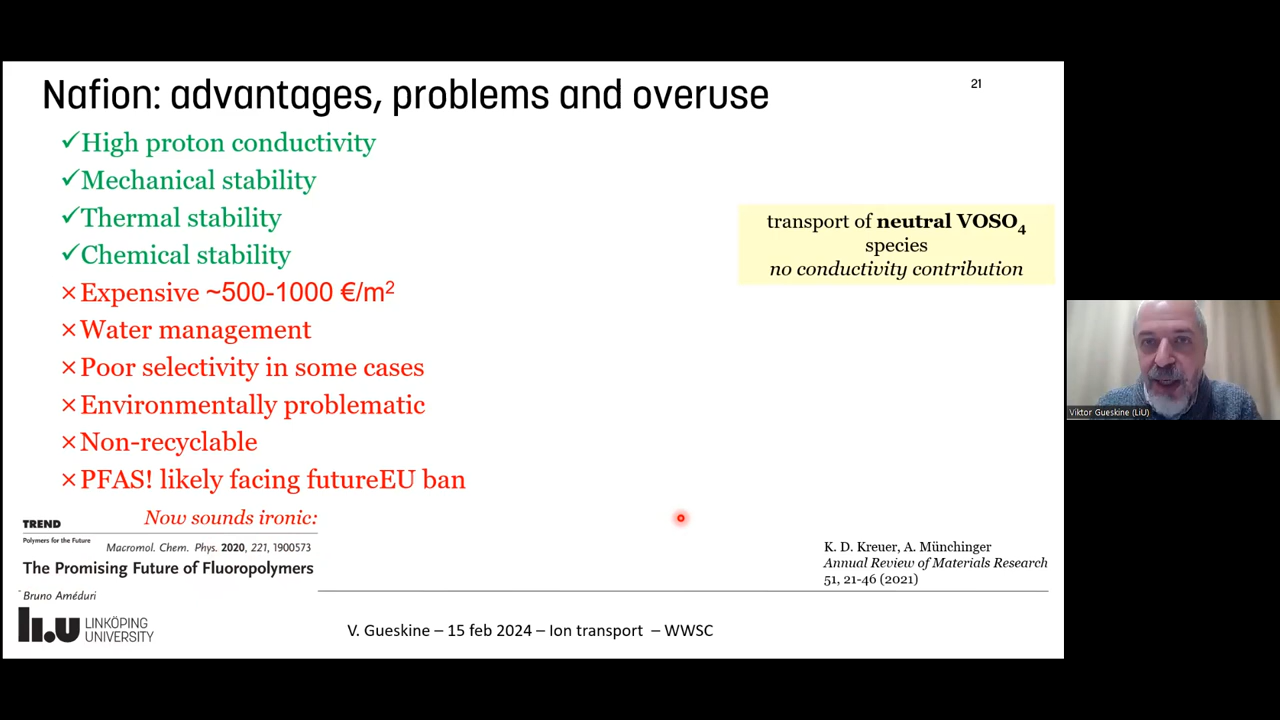 Nafion: advantages, problems and overuse
21
✓High proton conductivity
✓Mechanical stability
✓Thermal stability
✓Chemical stability
×Expensive ~500-1000 €/m²
×Water management
×Poor selectivity in some cases
×Environmentally problematic
×Non-recyclable
×PFAS! likely facing futureEU ban
transport of neutral VOSO₄
species
no conductivity contribution
Now sounds ironic:
TREND
Polymers for the Future
Macromol. Chem. Phys. 2020, 221, 1900573
The Promising Future of Fluoropolymers
Bruno Améduri
K. D. Kreuer, A. Münchinger
Annual Review of Materials Research
51, 21-46 (2021)
li.u LINKÖPING
UNIVERSITY
V. Gueskine – 15 feb 2024 – Ion transport – WWSC
Viktor Gueskine (LiU)